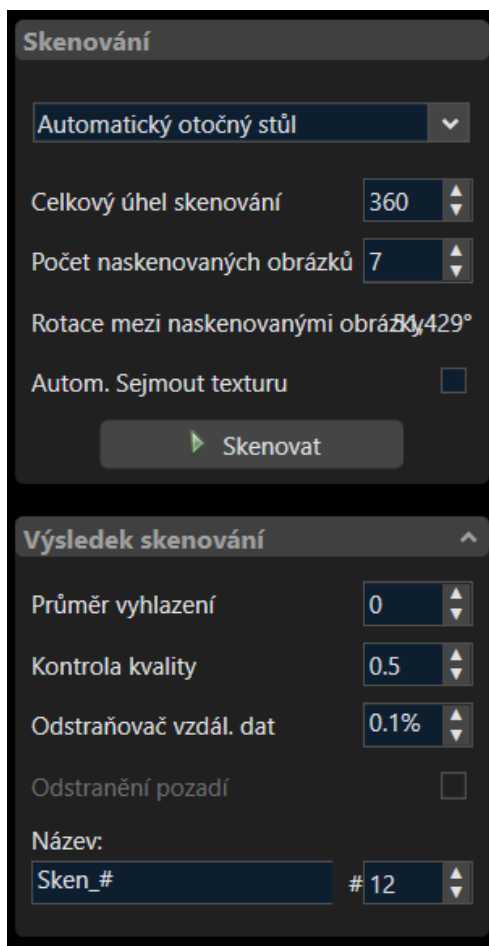 Skenování
Automatický otočný stůl
Celkový úhel skenování 360
Počet naskenovaných obrázků 7
Rotace mezi naskenovanými obrázky 51,429°
Autom. Sejmout texturu
Skenovat
Výsledek skenování
Průměr vyhlazení 0
Kontrola kvality 0.5
Odstraňovač vzdál. dat 0.1%
Odstranění pozadí
Název:
Sken_# # 12